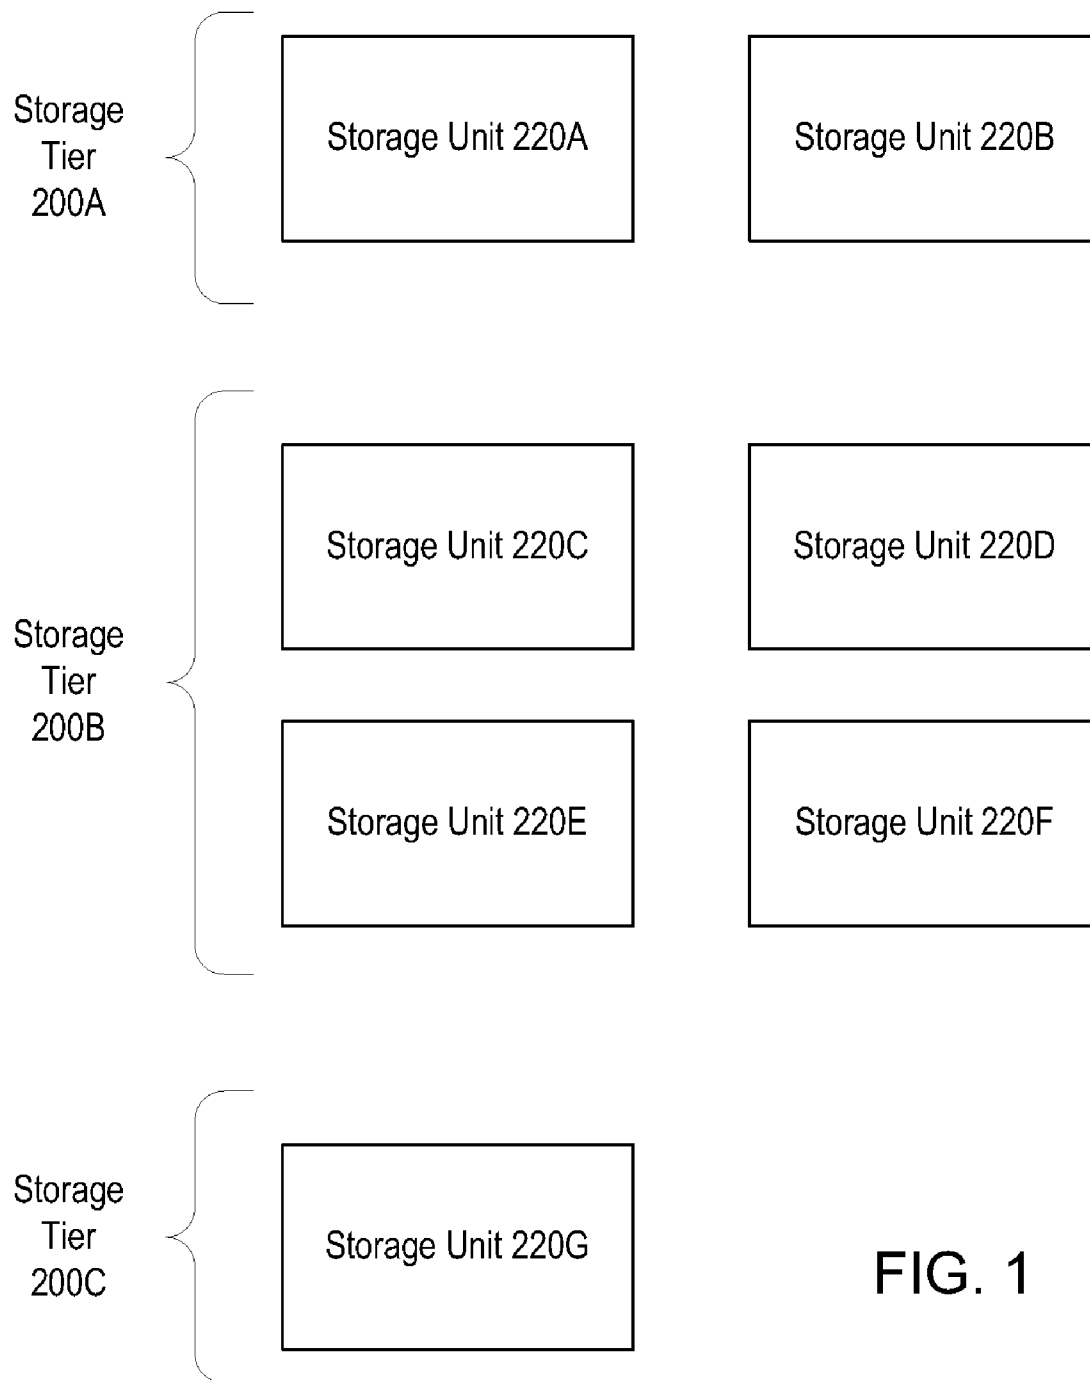 Storage
Tier
200A
Storage Unit 220A
Storage Unit 220B
Storage
Tier
200B
Storage Unit 220C
Storage Unit 220D
Storage Unit 220E
Storage Unit 220F
Storage
Tier
200C
Storage Unit 220G
FIG. 1